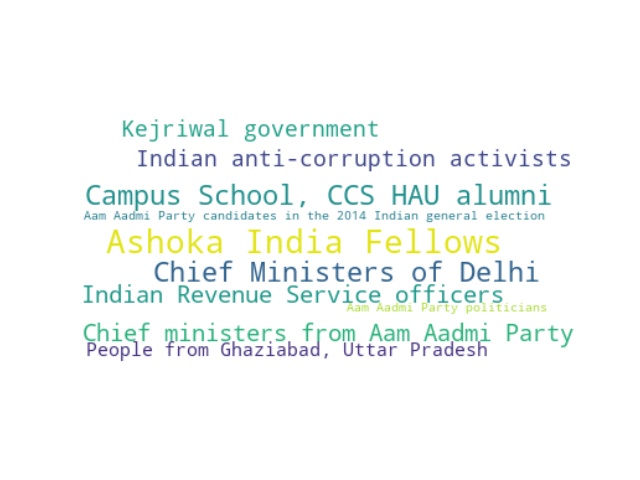 Kejriwal government
Indian anti-corruption activists
Campus School, CCS HAU alumni
Aam Aadmi Party candidates in the 2014 Indian general election
Ashoka India Fellows
Chief Ministers of Delhi
Indian Revenue Service officers
Aam Aadmi Party politicians
Chief ministers from Aam Aadmi Party
People from Ghaziabad, Uttar Pradesh